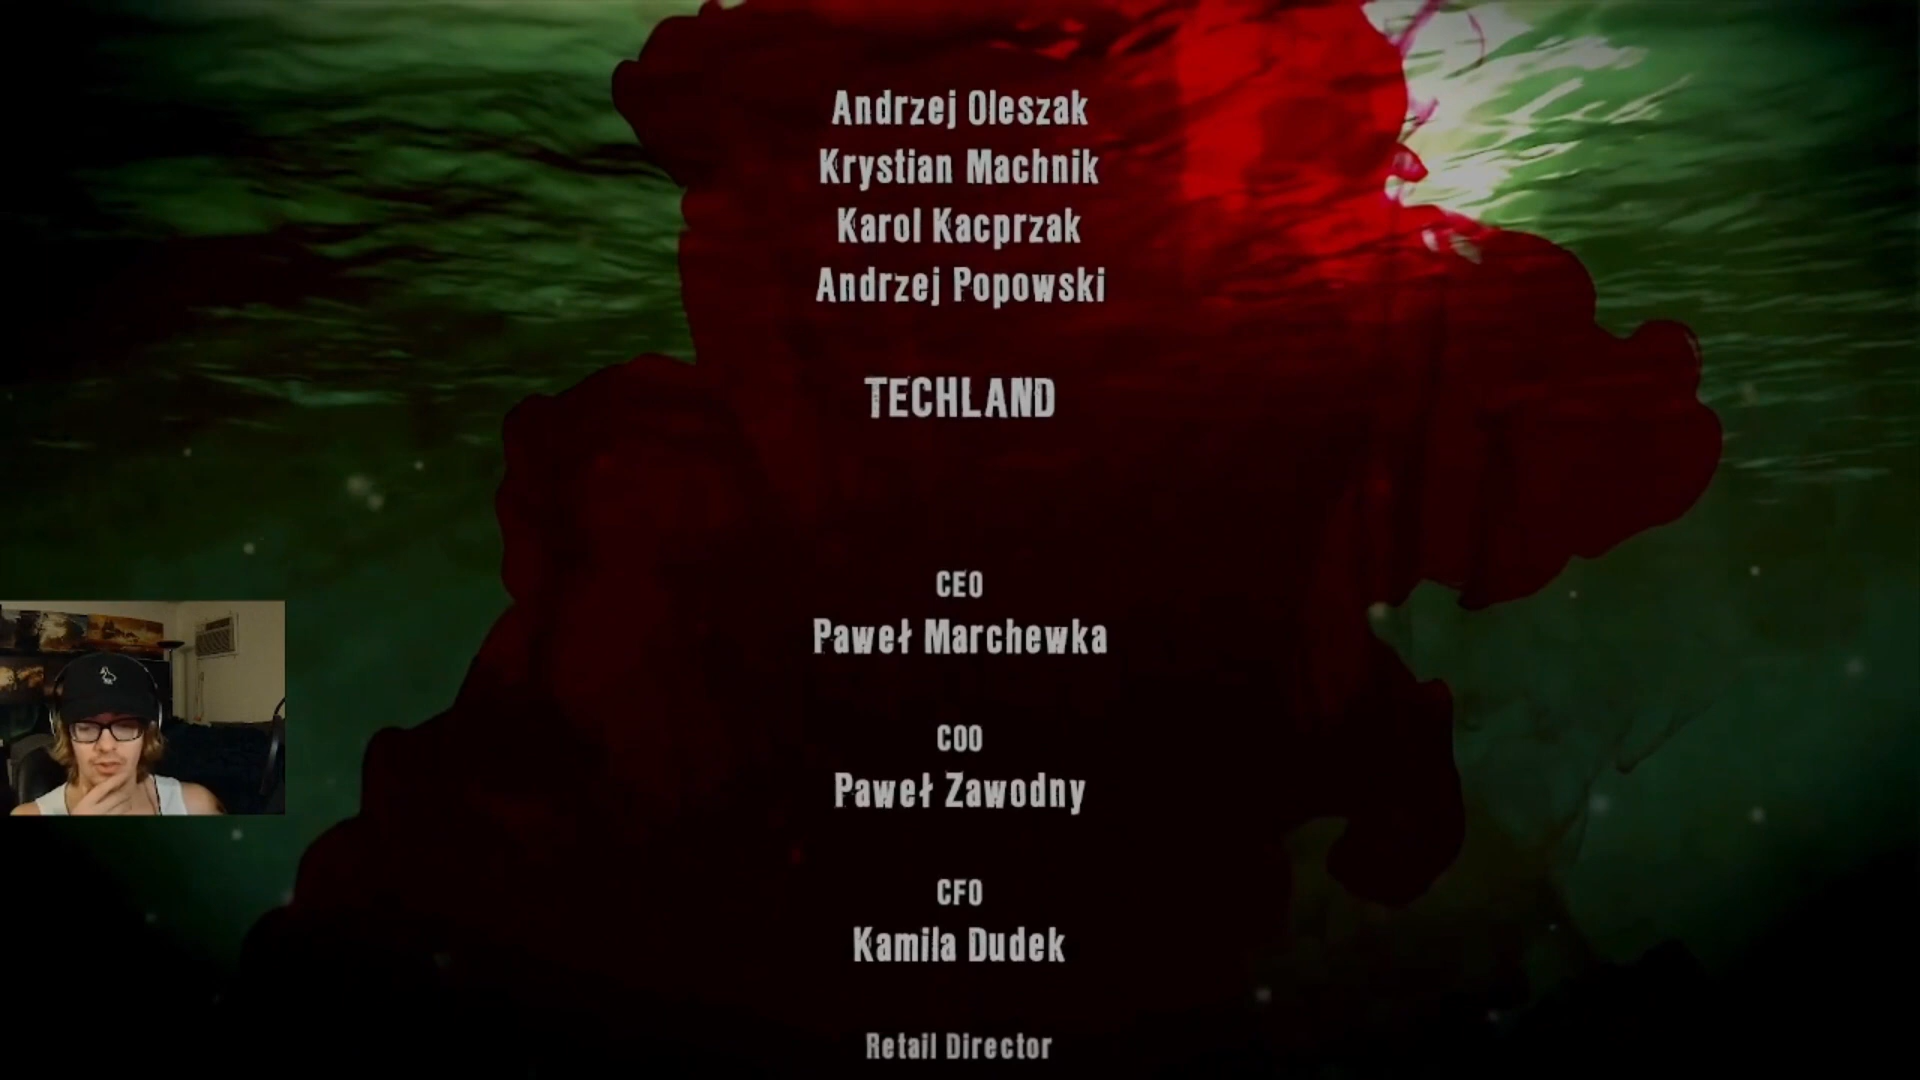 Andrzej Oleszak
Krystian Machnik
Karol Kacprzak
Andrzej Popowski
TECHLAND
CEO
Paweł Marchewka
COO
Paweł Zawodny
CFO
Kamila Dudek
Retail Director